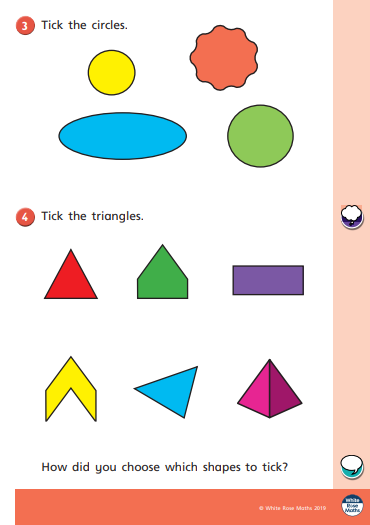 3 Tick the circles.
4 Tick the triangles.
How did you choose which shapes to tick?
© White Rose Maths 2019
White
Rose
Maths